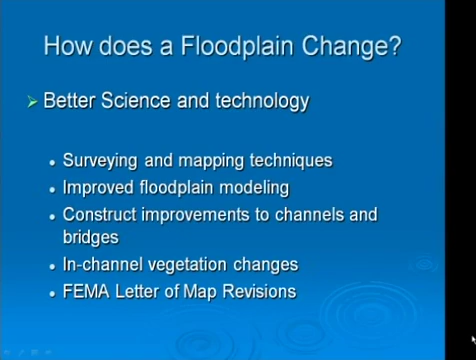 How does a Floodplain Change?
Better Science and technology
Surveying and mapping techniques
Improved floodplain modeling
Construct improvements to channels and
bridges
In-channel vegetation changes
FEMA Letter of Map Revisions